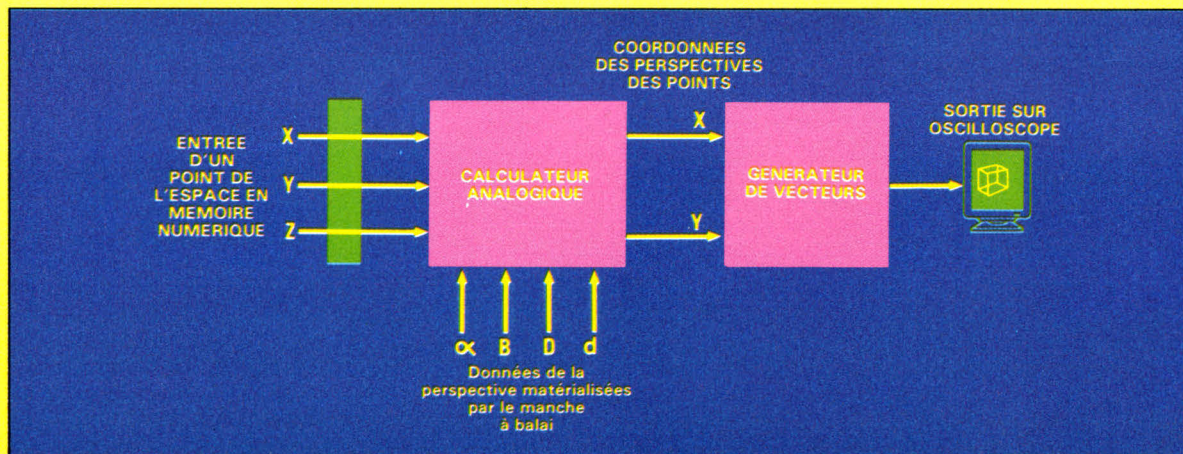 ENTREE
D'UN
POINT DE
L'ESPACE EN
MEMOIRE
NUMERIQUE
X
Y
Z
CALCULATEUR
ANALOGIQUE
∝ B D d
Données de la
perspective matérialisées
par le manche
à balai
COORDONNEES
DES PERSPECTIVES
DES POINTS
X
Y
GENERATEUR
DE VECTEURS
SORTIE SUR
OSCILLOSCOPE